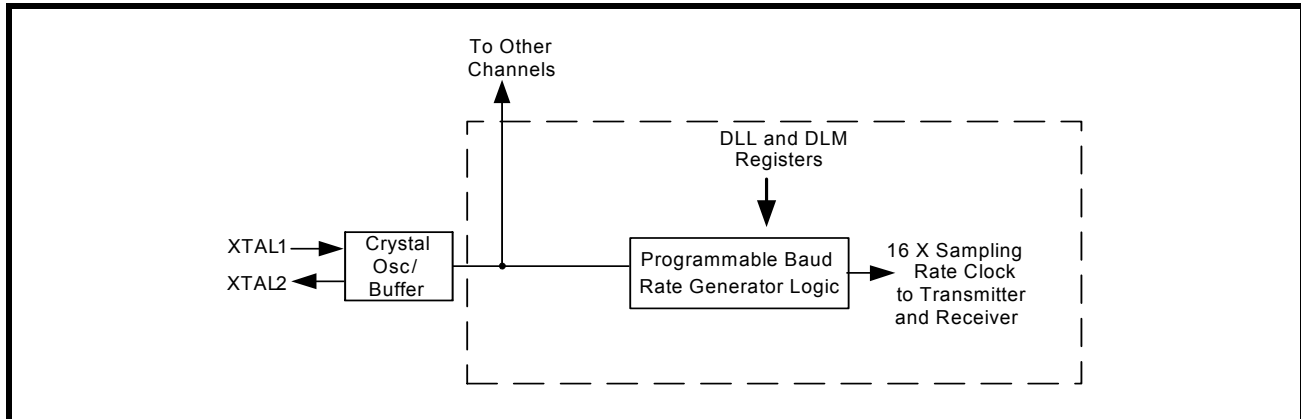 To Other
Channels
DLL and DLM
Registers
XTAL1
XTAL2
Crystal
Osc/
Buffer
Programmable Baud
Rate Generator Logic
16 X Sampling
Rate Clock
to Transmitter
and Receiver